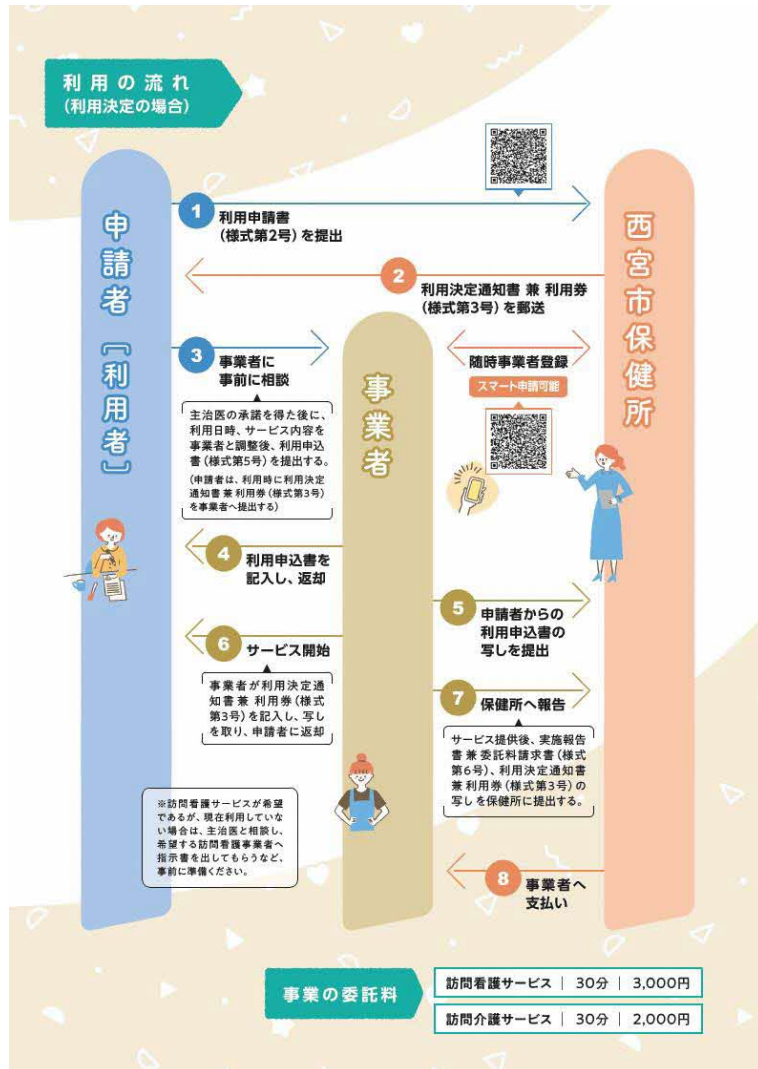 利用の流れ
(利用決定の場合)
申請者[利用者]
西宮市保健所
事業者
1
利用申請書
(様式第2号)を提出
2
利用決定通知書 兼 利用券
(様式第3号)を郵送
3
事業者に
事前に相談
主治医の承諾を得た後に、
利用日時、サービス内容を
事業者と調整後、利用申込
書(様式第5号)を提出する。
(申請者は、利用時に利用決定
通知書兼利用券(様式第3号)
を事業者へ提出する)
随時事業者登録
スマート申請可能
4
利用申込書を
記入し、返却
5
申請者からの
利用申込書の
写しを提出
6
サービス開始
事業者が利用決定通
知書兼 利用券(様式
第3号)を記入し、写し
を取り、申請者に返却
7
保健所へ報告
サービス提供後、実施報告
書兼委託料請求書(様式
第6号)、利用決定通知書
兼利用券(様式第3号)の
写しを保健所に提出する。
※訪問看護サービスが希望
であるが、現在利用していな
い場合は、主治医と相談し、
希望する訪問看護事業者へ
指示書を出してもらうなど、
事前に準備ください。
8
事業者へ
支払い
事業の委託料
訪問看護サービス | 30分 | 3,000円
訪問介護サービス | 30分 | 2,000円